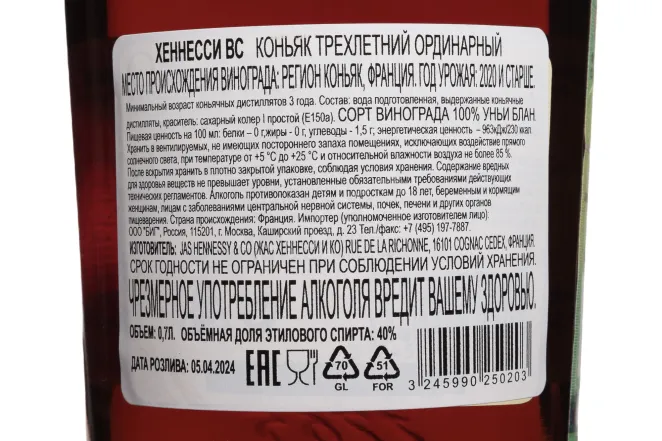 ХЕННЕССИ ВС КОНЬЯК ТРЕХЛЕТНИЙ ОРДИНАРНЫЙ
МЕСТО ПРОИСХОЖДЕНИЯ ВИНОГРАДА: РЕГИОН КОНЬЯК, ФРАНЦИЯ. ГОД УРОЖАЯ: 2020 И СТАРШЕ.
Минимальный возраст коньячных дистиллятов 3 года. Состав: вода подготовленная, выдержанные коньячные
дистилляты, краситель: сахарный колер I простой (Е150а). СОРТ ВИНОГРАДА 100% УНЬИ БЛАН
Пищевая ценность на 100 мл: белки – 0 г,жиры - 0 г, углеводы - 1,5 г; энергетическая ценность – 963кДж/230 ккал.
Хранить в вентилируемых, не имеющих постороннего запаха помещениях, исключающих воздействие прямого
солнечного света, при температуре от +5 °С до +25 °С и относительной влажности воздуха не более 85 %.
После вскрытия хранить в плотно закрытой упаковке, соблюдая условия хранения. Содержание вредных
для здоровья веществ не превышает уровни, установленные обязательными требованиями действующих
технических регламентов. Алкоголь противопоказан детям и подросткам до 18 лет, беременным и кормящим
женщинам, лицам с заболеваниями центральной нервной системы, почек, печени и других органов
пищеварения. Страна происхождения: Франция. Импортер (уполномоченное изготовителем лицо):
ООО "БИГ", Россия, 115201, г. Москва, Каширский проезд, д. 23 Тел./факс: +7 (495) 197-7887.
ИЗГОТОВИТЕЛЬ: JAS HENNESSY & CO (ЖАС ХЕННЕССИ И КО) RUE DE LA RICHONNE, 16101 COGNAC CEDEX, ФРАНЦИЯ.
СРОК ГОДНОСТИ НЕ ОГРАНИЧЕН ПРИ СОБЛЮДЕНИИ УСЛОВИЙ ХРАНЕНИЯ.
ЧРЕЗМЕРНОЕ УПОТРЕБЛЕНИЕ АЛКОГОЛЯ ВРЕДИТ ВАШЕМУ ЗДОРОВЬЮ.
ОБЪЕМ: 0,7Л. ОБЪЁМНАЯ ДОЛЯ ЭТИЛОВОГО СПИРТА: 40%
ДАТА РОЗЛИВА: 05.04.2024
ЕАС
70
GL
51
FOR
3 245990 250203